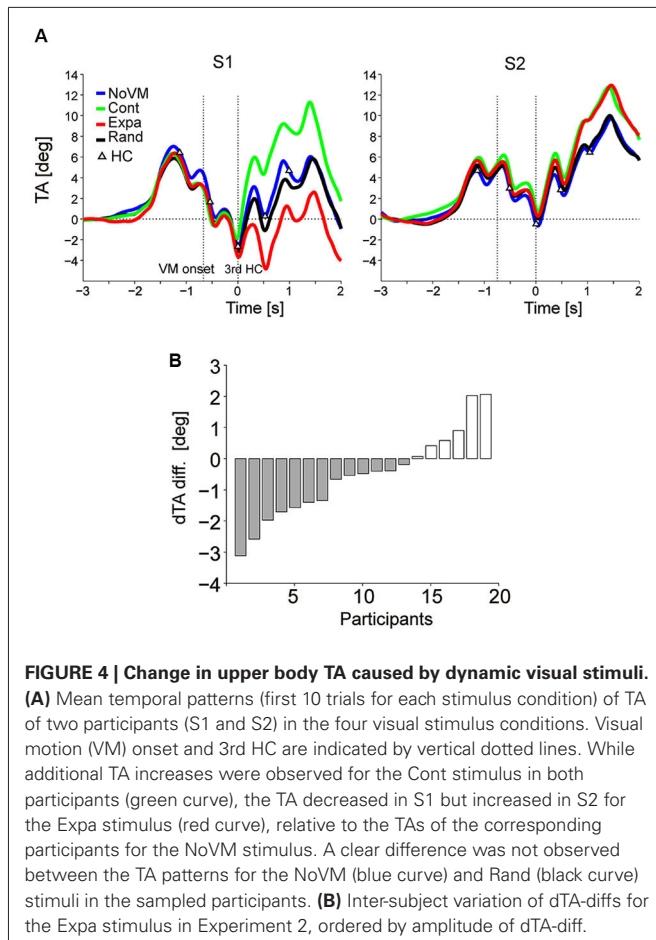 A
S1
S2
14
12
10
8
6
4
2
0
−2
−4
TA [deg]
NoVM
Cont
Expa
Rand
HC
VM onset
3rd HC
−3 −2 −1 0 1 2
Time [s]
14
12
10
8
6
4
2
0
−2
−4
−3 −2 −1 0 1 2
Time [s]
B
3
2
1
0
−1
−2
−3
−4
dTA diff. [deg]
5 10 15 20
Participants
FIGURE 4 | Change in upper body TA caused by dynamic visual stimuli.
(A) Mean temporal patterns (first 10 trials for each stimulus condition) of TA
of two participants (S1 and S2) in the four visual stimulus conditions. Visual
motion (VM) onset and 3rd HC are indicated by vertical dotted lines. While
additional TA increases were observed for the Cont stimulus in both
participants (green curve), the TA decreased in S1 but increased in S2 for
the Expa stimulus (red curve), relative to the TAs of the corresponding
participants for the NoVM stimulus. A clear difference was not observed
between the TA patterns for the NoVM (blue curve) and Rand (black curve)
stimuli in the sampled participants. (B) Inter-subject variation of dTA-diffs for
the Expa stimulus in Experiment 2, ordered by amplitude of dTA-diff.